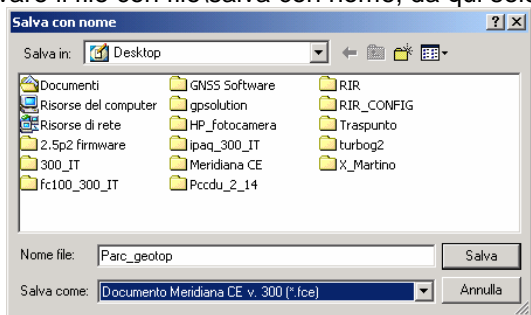 Salva con nome
Salva in: Desktop
Documenti GNSS Software RIR
Risorse del computer gpsolution RIR_CONFIG
Risorse di rete HP_fotocamera Traspunto
2.5p2 firmware ipaq_300_IT turbog2
300_IT Meridiana CE X_Martino
fc100_300_IT Pccdu_2_14
Nome file: Parc_geotop Salva
Salva come: Documento Meridiana CE v. 300 (*.fce) Annulla